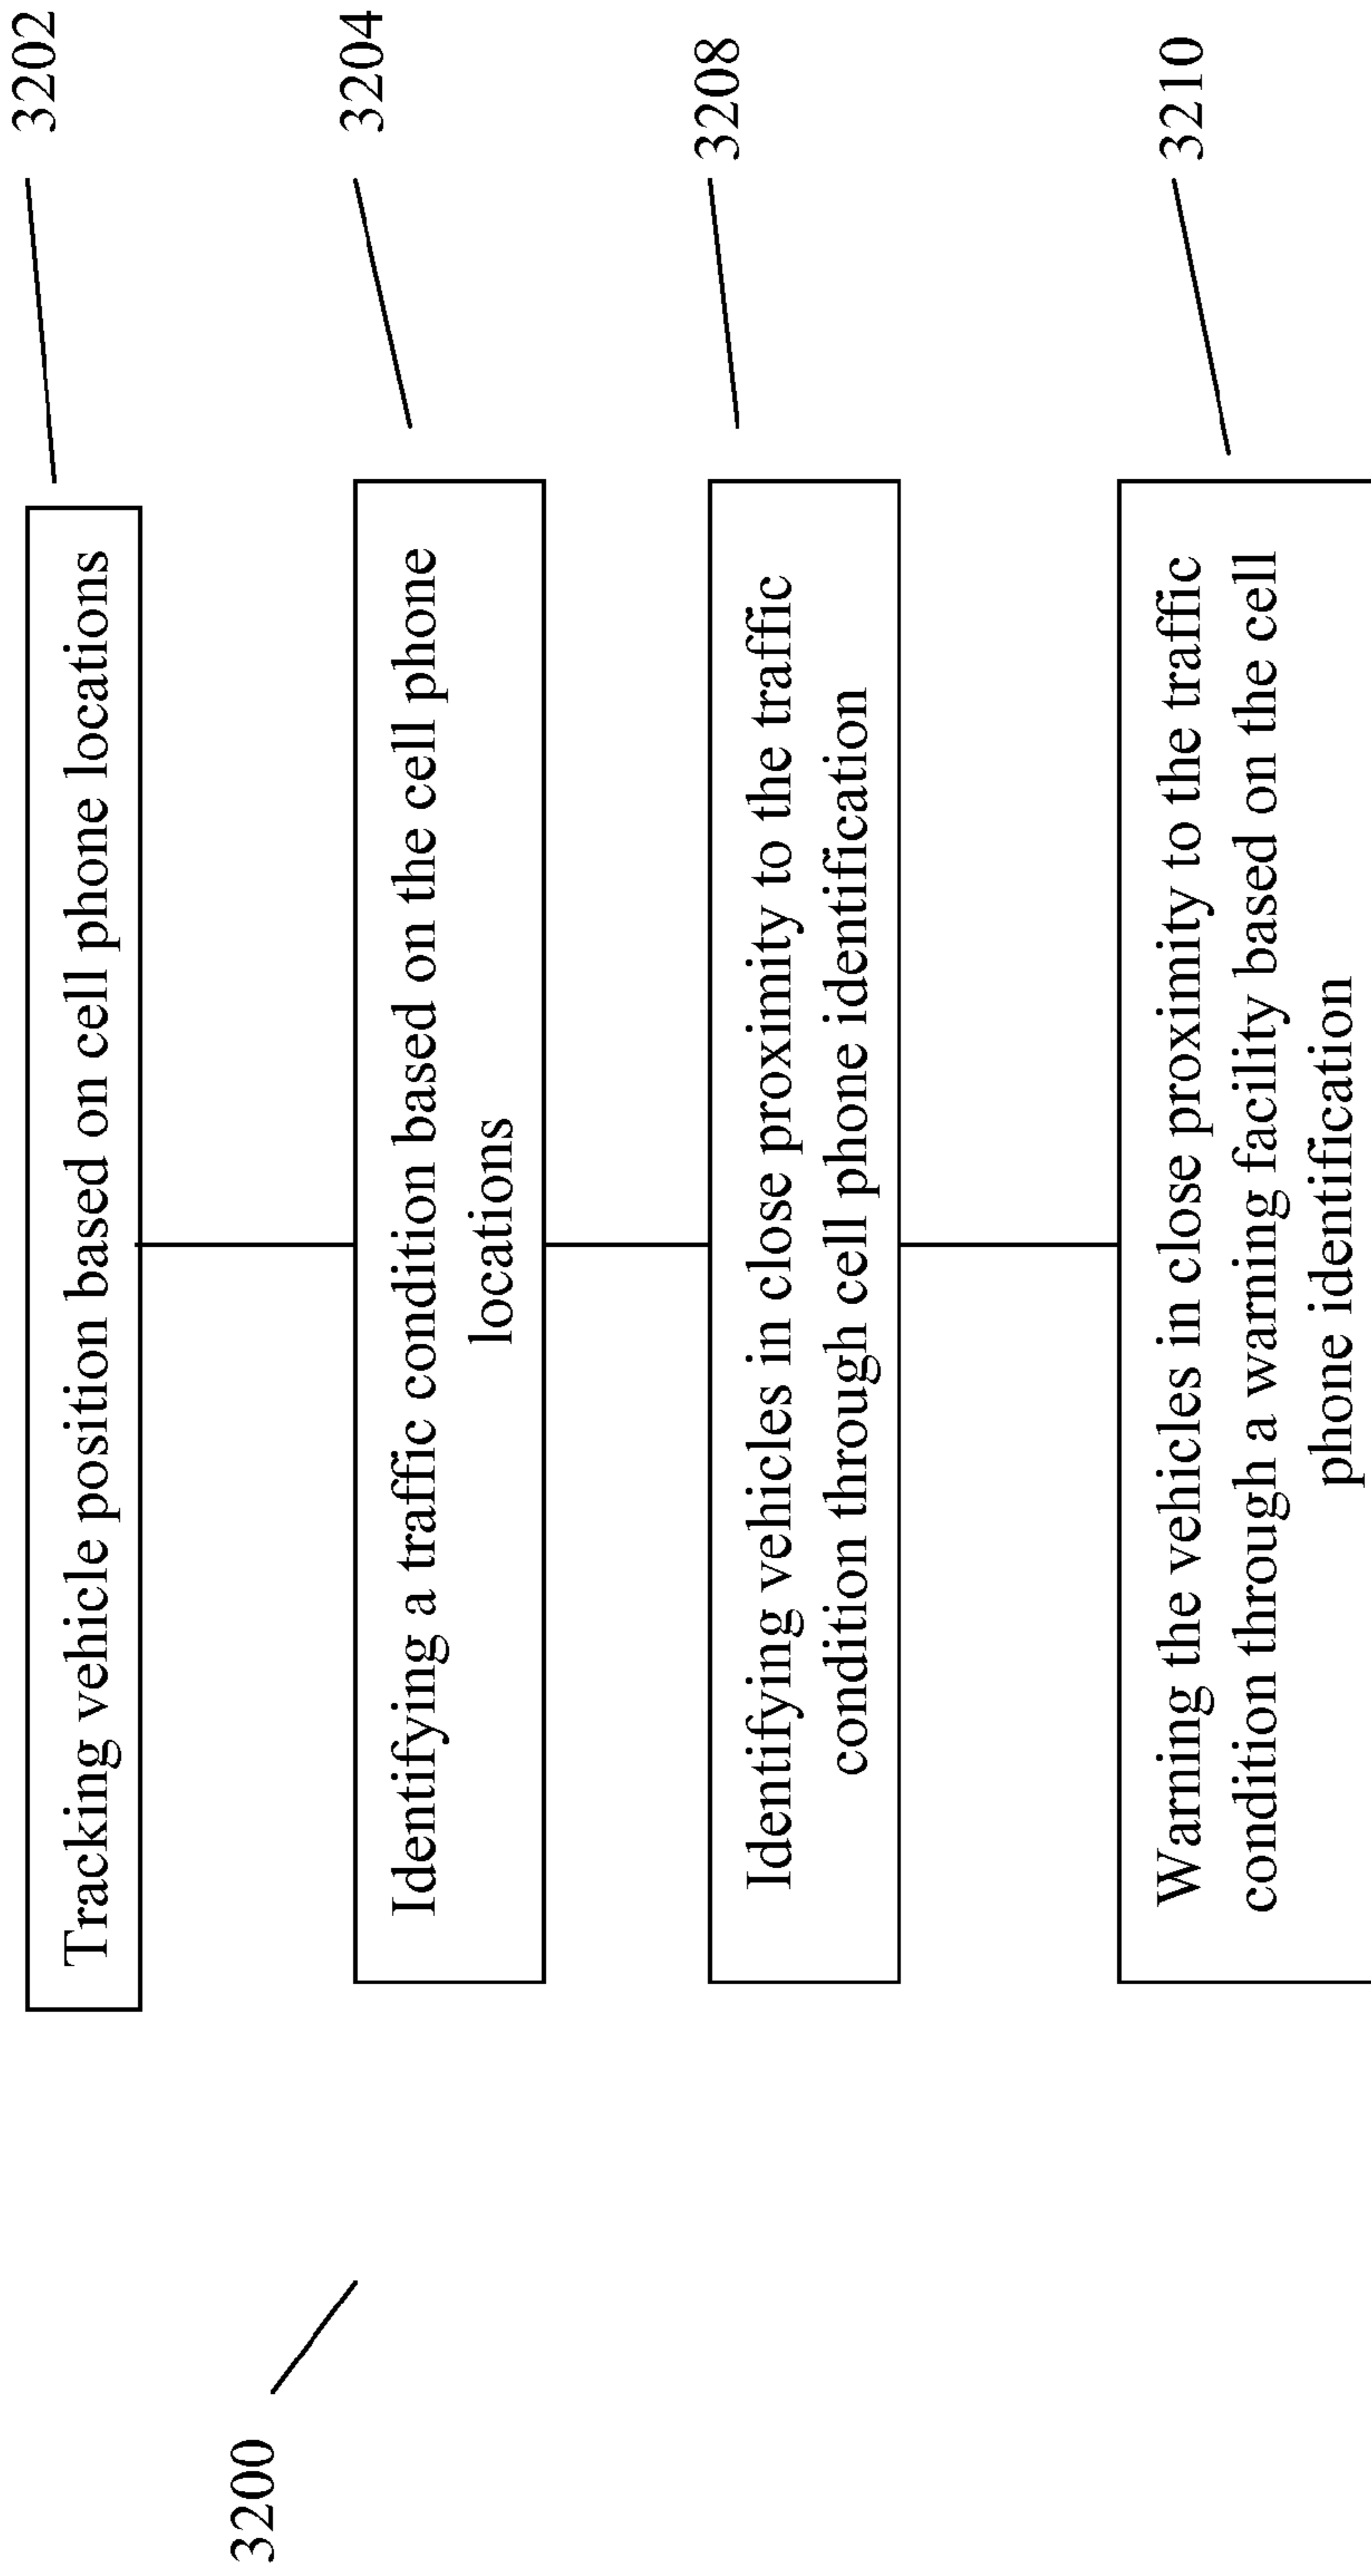 3200
Tracking vehicle position based on cell phone locations
3202
Identifying a traffic condition based on the cell phone
locations
3204
Identifying vehicles in close proximity to the traffic
condition through cell phone identification
3208
Warning the vehicles in close proximity to the traffic
condition through a warning facility based on the cell
phone identification
3210